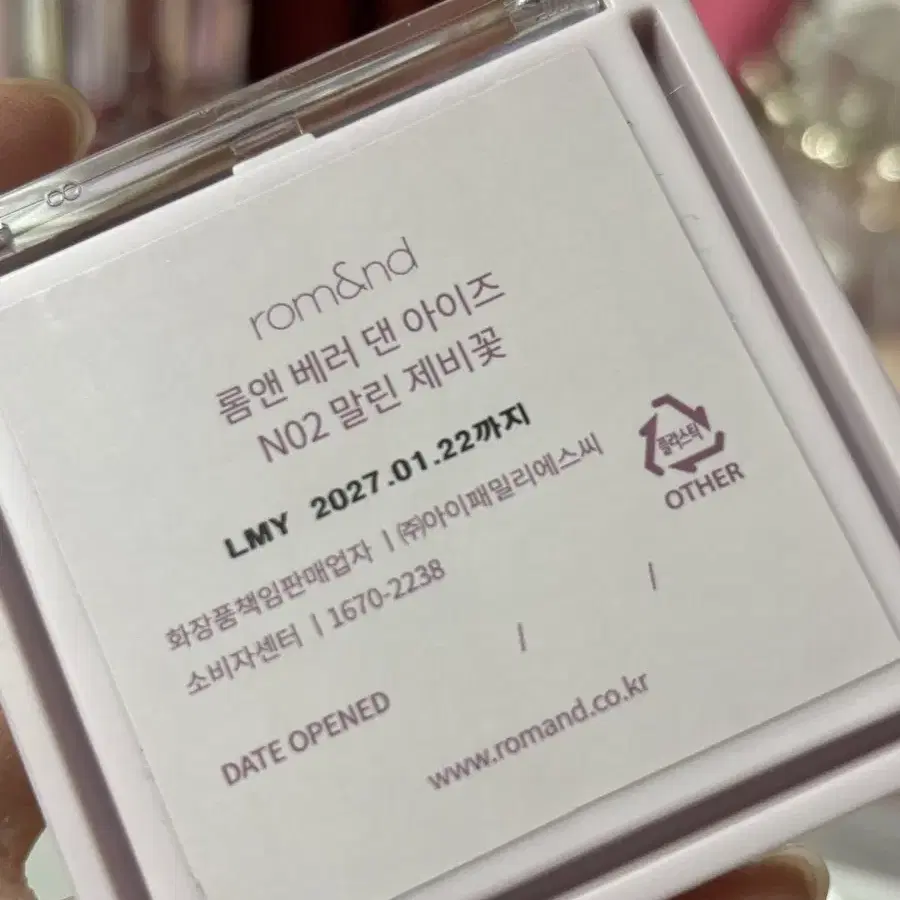 8
rom&nd
롬앤 베러 댄 아이즈
N02 말린 제비꽃
LMY 2027.01.22까지
화장품책임판매업자 | ㈜아이패밀리에스씨
소비자센터 | 1670-2238
플라스틱
OTHER
DATE OPENED | |
www.romand.co.kr